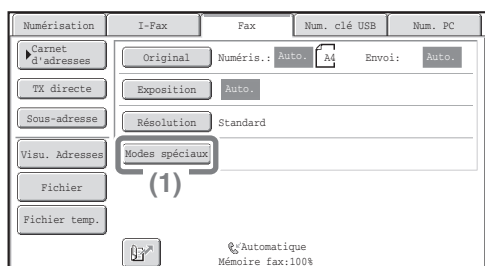 Numérisation I-Fax Fax Num. clé USB Num. PC
Carnet
d'adresses
Original Numéris.: Auto. A4 Envoi: Auto.
TX directe Exposition Auto.
Sous-adresse Résolution Standard
Visu. Adresses Modes spéciaux
(1)
Fichier
Fichier temp.
Automatique
Mémoire fax:100%